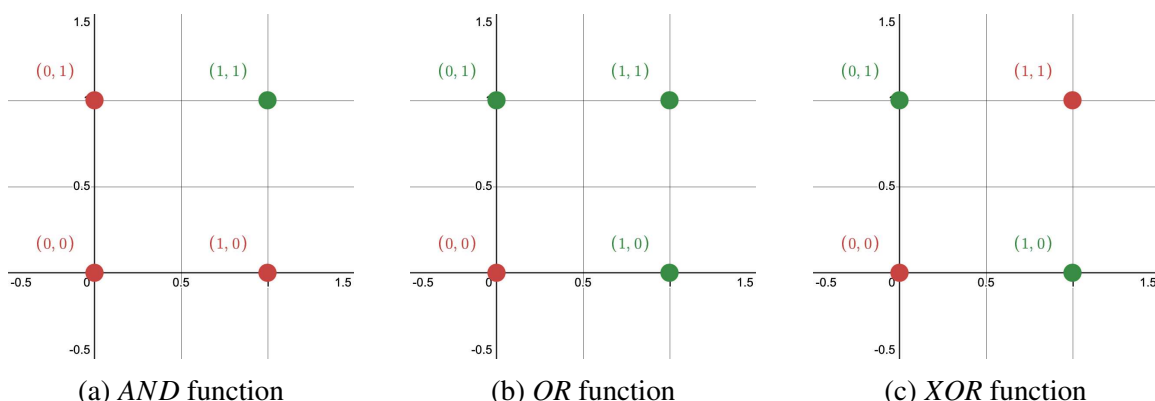 1.5 1.5 1.5
(0, 1) (1, 1) (0, 1) (1, 1) (0, 1) (1, 1)
0.5 0.5 0.5
(0, 0) (1, 0) (0, 0) (1, 0) (0, 0) (1, 0)
-0.5 0 0.5 1.5 -0.5 0 0.5 1.5 -0.5 0 0.5 1.5
-0.5 -0.5 -0.5
(a) AND function (b) OR function (c) XOR function